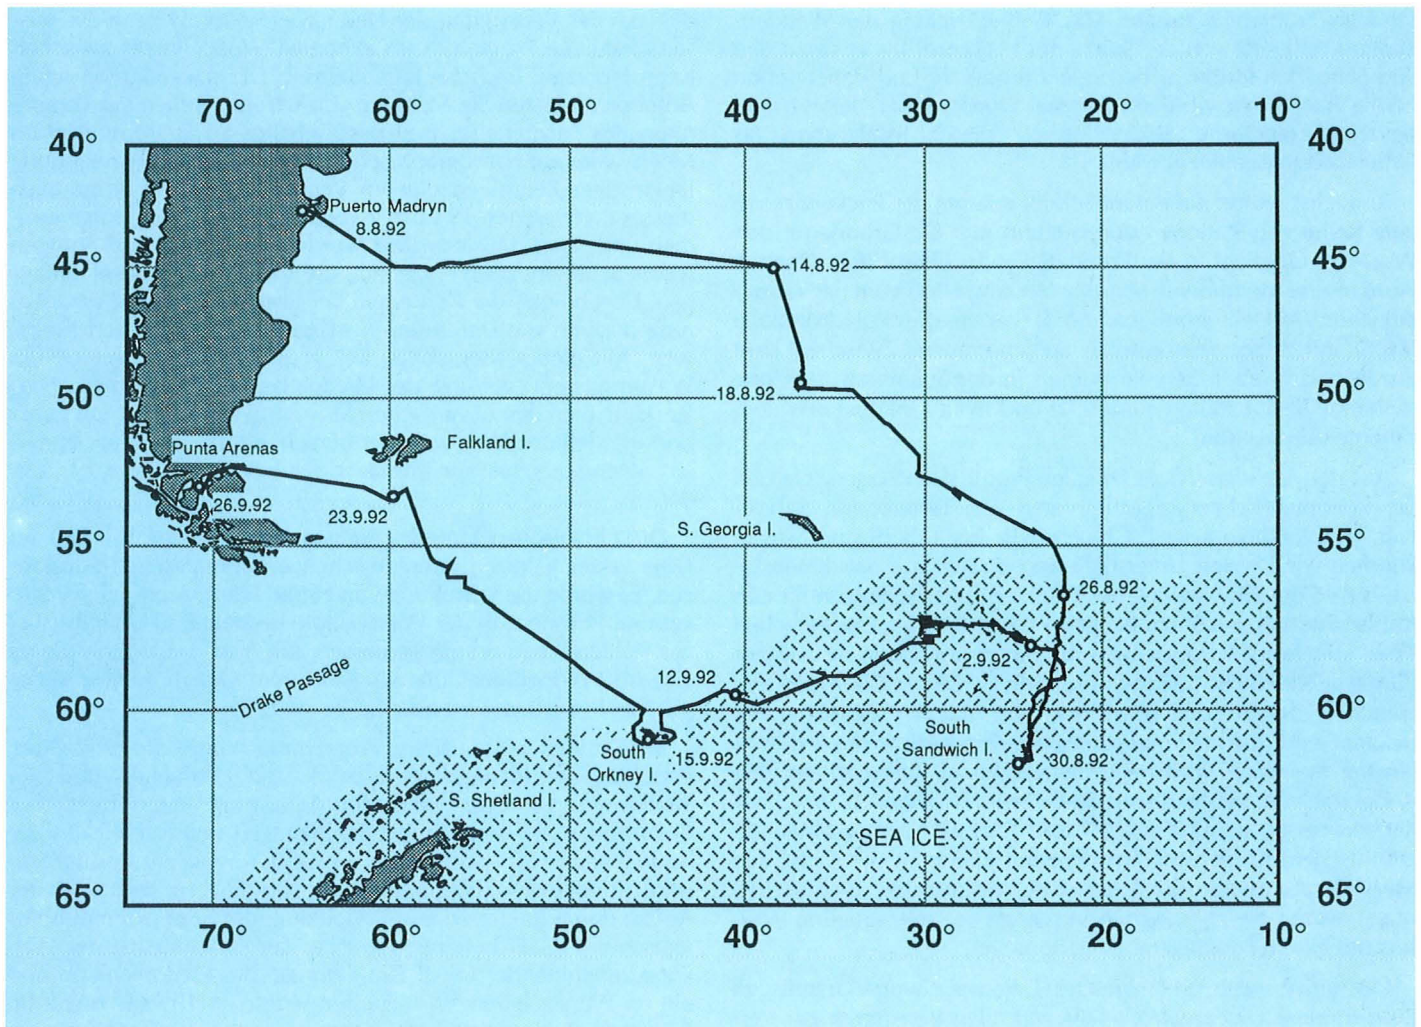 70° 60° 50° 40° 30° 20° 10°
40° 40°
Puerto Madryn
8.8.92
45° 14.8.92 45°
50° 18.8.92 50°
Punta Arenas Falkland I.
26.9.92 23.9.92
S. Georgia I.
55° 55°
26.8.92
2.9.92
Drake Passage 12.9.92
60° 60°
South
Orkney I.
15.9.92
South
Sandwich I.
30.8.92
S. Shetland I.
SEA ICE
65° 65°
70° 60° 50° 40° 30° 20° 10°